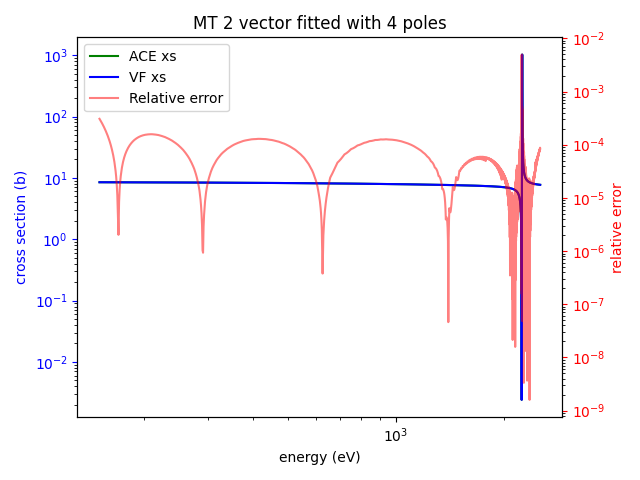 MT 2 vector fitted with 4 poles
ACE xs
VF xs
Relative error
cross section (b)
10³
10²
10¹
10⁰
10⁻¹
10⁻²
10⁻²
10⁻³
10⁻⁴
10⁻⁵
10⁻⁶
10⁻⁷
10⁻⁸
10⁻⁹
relative error
10³
energy (eV)